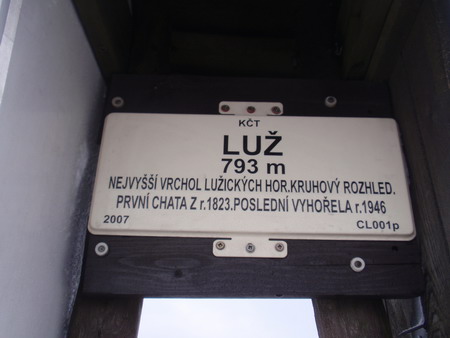 KČT
LUŽ
793 m
NEJVYŠŠÍ VRCHOL LUŽICKÝCH HOR.KRUHOVÝ ROZHLED.
PRVNÍ CHATA Z r.1823.POSLEDNÍ VYHOŘELA r.1946
2007 CL001p